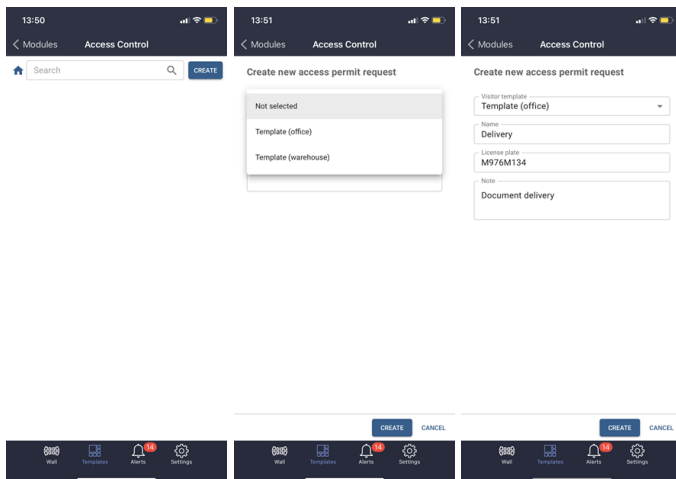 13:50
Modules Access Control
Search CREATE
14
Wall Templates Alerts Settings
13:51
Modules Access Control
Create new access permit request
Not selected
Template (office)
Template (warehouse)
CREATE CANCEL
14
Wall Templates Alerts Settings
13:51
Modules Access Control
Create new access permit request
Visitor template
Template (office)
Name
Delivery
License plate
M976M134
Note
Document delivery
CREATE CANCEL
14
Wall Templates Alerts Settings